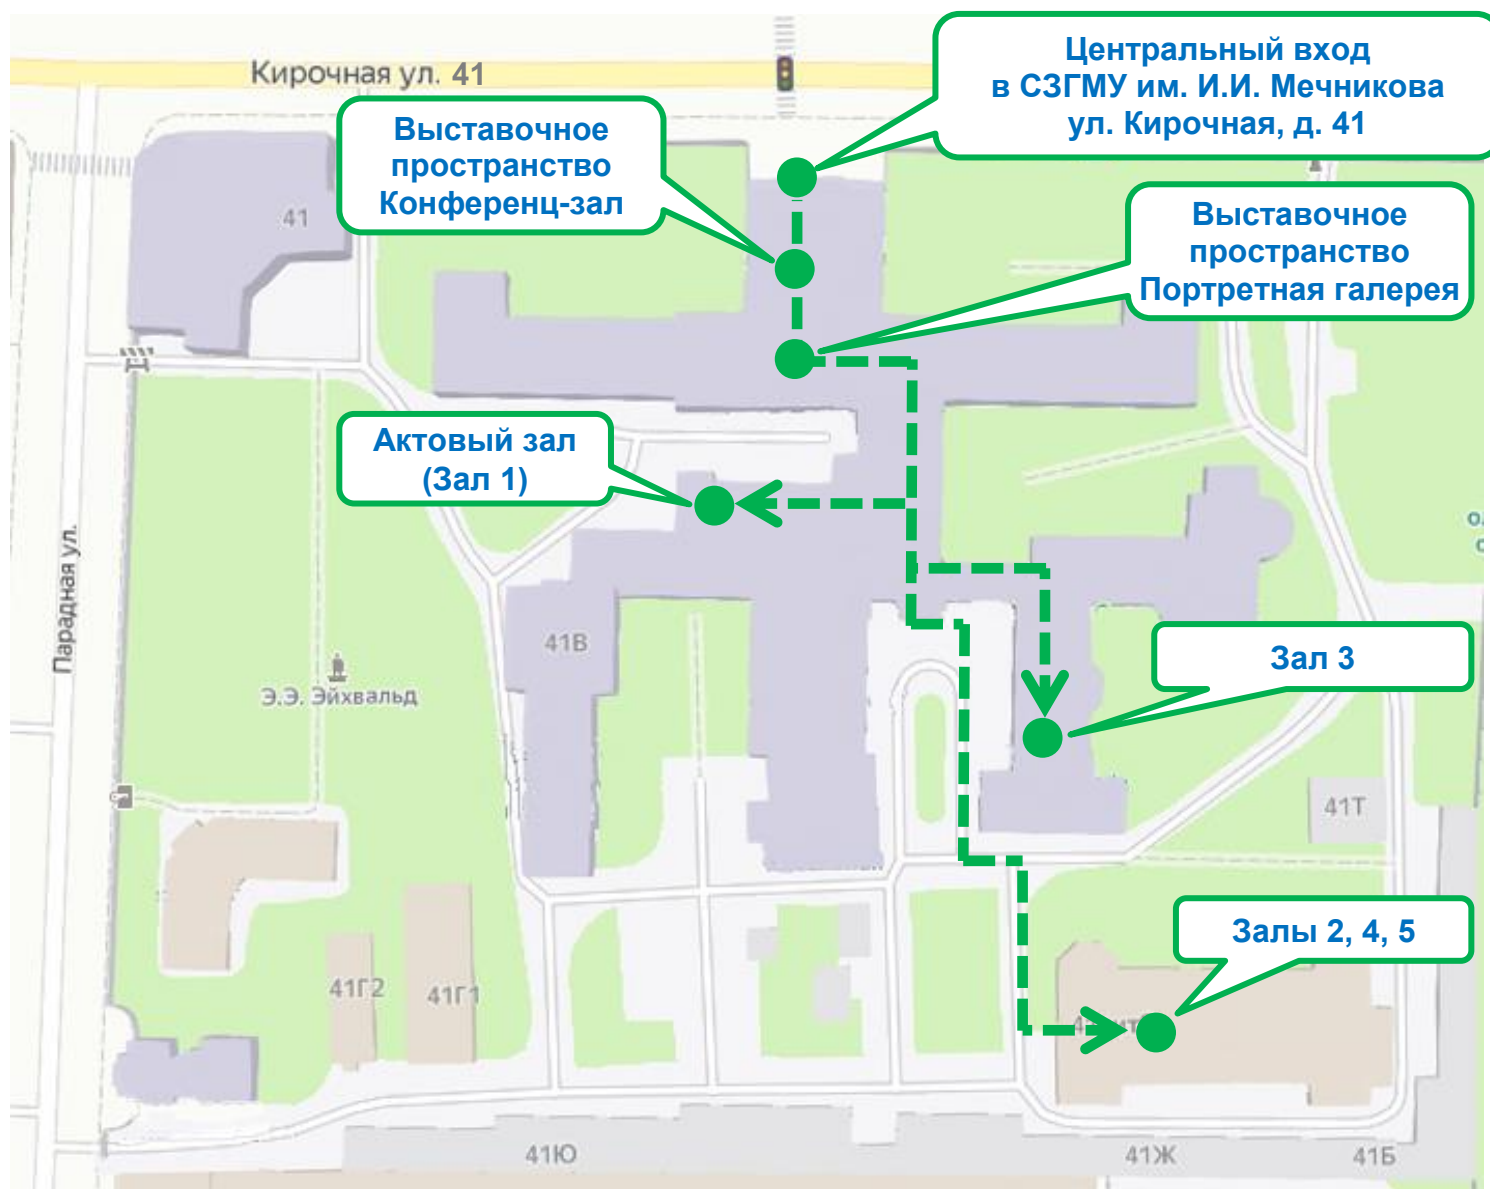 Центральный вход
в СЗГМУ им. И.И. Мечникова
ул. Кирочная, д. 41
Кирочная ул. 41
Выставочное
пространство
Конференц-зал
Выставочное
пространство
Портретная галерея
41
Актовый зал
(Зал 1)
Парадная ул.
41В
Зал 3
Э.Э. Эйхвальд
41Т
Залы 2, 4, 5
41Г2
41Г1
41Ю
41Ж
41Б